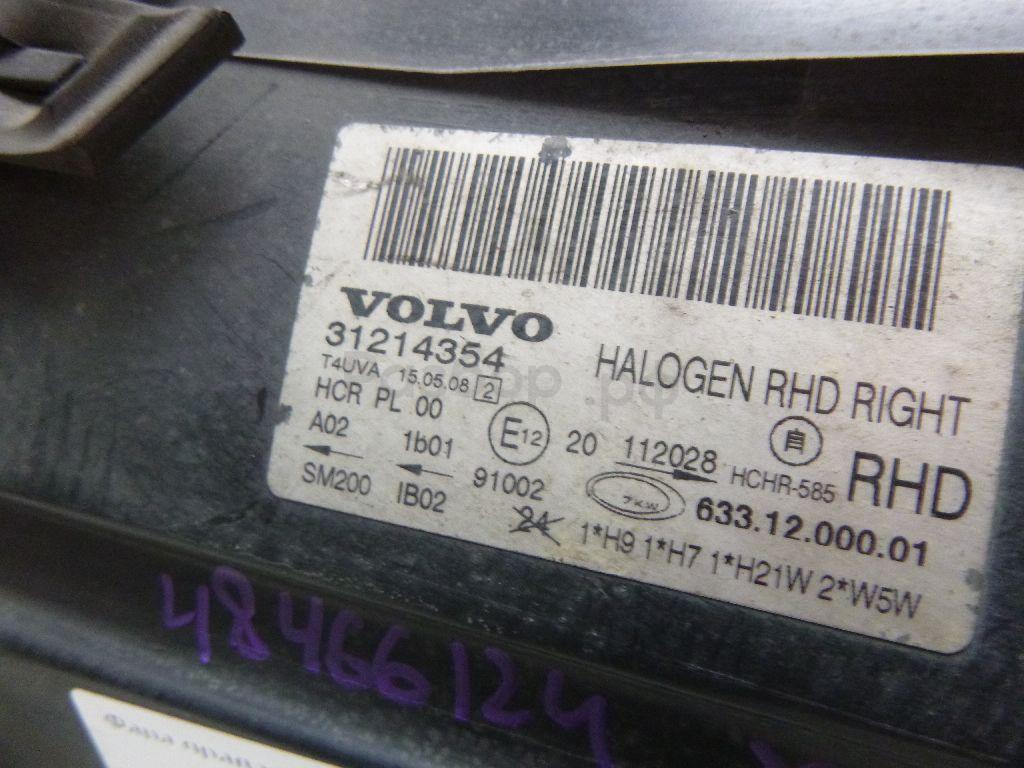 VOLVO
31214354
HALOGEN RHD RIGHT
T4UVA 15.05.08 2
HCR PL 00
A02 1b01 E12 20 112028 HCHR-585 自 RHD
SM200 IB02 91002 ZKW 633.12.000.01
24 1*H9 1*H7 1*H21W 2*W5W
48466124